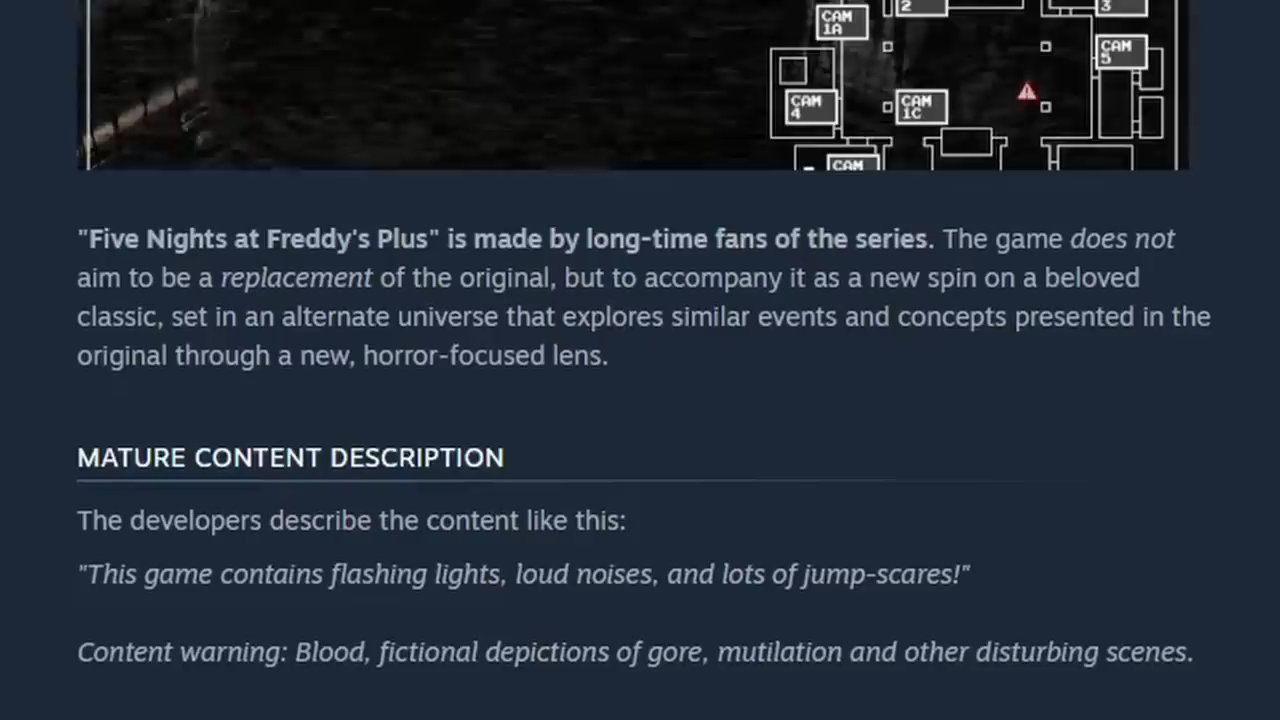 2
3
CAM
1A
CAM
5
CAM
4
CAM
1C
CAM
"Five Nights at Freddy's Plus" is made by long-time fans of the series. The game does not
aim to be a replacement of the original, but to accompany it as a new spin on a beloved
classic, set in an alternate universe that explores similar events and concepts presented in the
original through a new, horror-focused lens.
MATURE CONTENT DESCRIPTION
The developers describe the content like this:
"This game contains flashing lights, loud noises, and lots of jump-scares!"
Content warning: Blood, fictional depictions of gore, mutilation and other disturbing scenes.